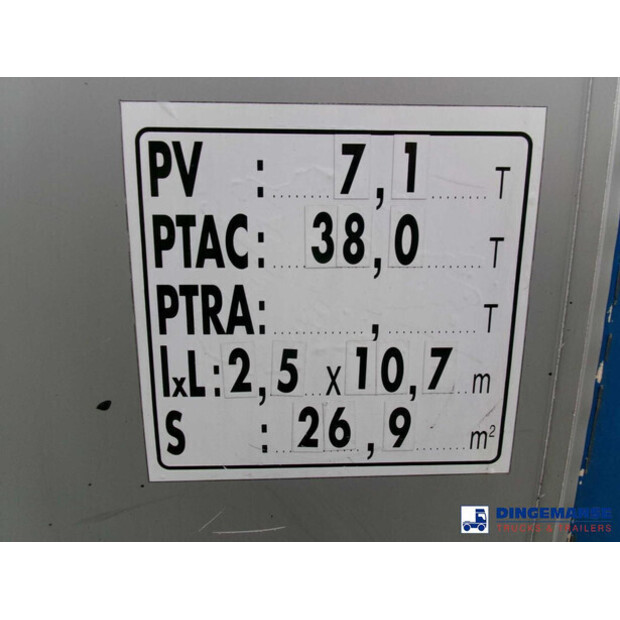 PV : 7,1 T
PTAC: 38,0 T
PTRA: , T
lxL: 2,5 x 10,7 m
S : 26,9 m²
DINGEMANSE
TRUCKS & TRAILERS